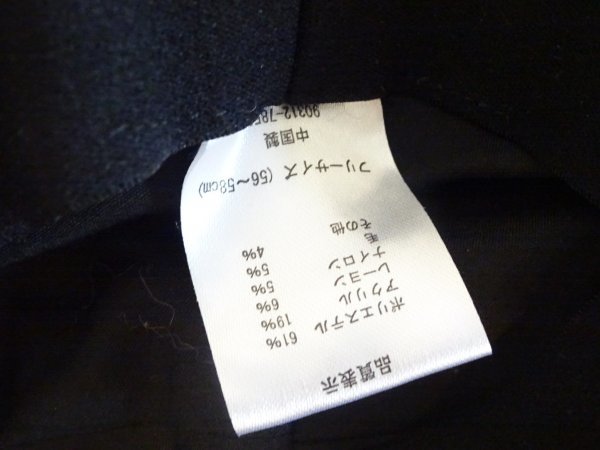 品質表示
ポリエステル 61%
アクリル 19%
レーヨン 6%
ナイロン 5%
毛 5%
その他 4%
フリーサイズ (56～58cm)
中国製